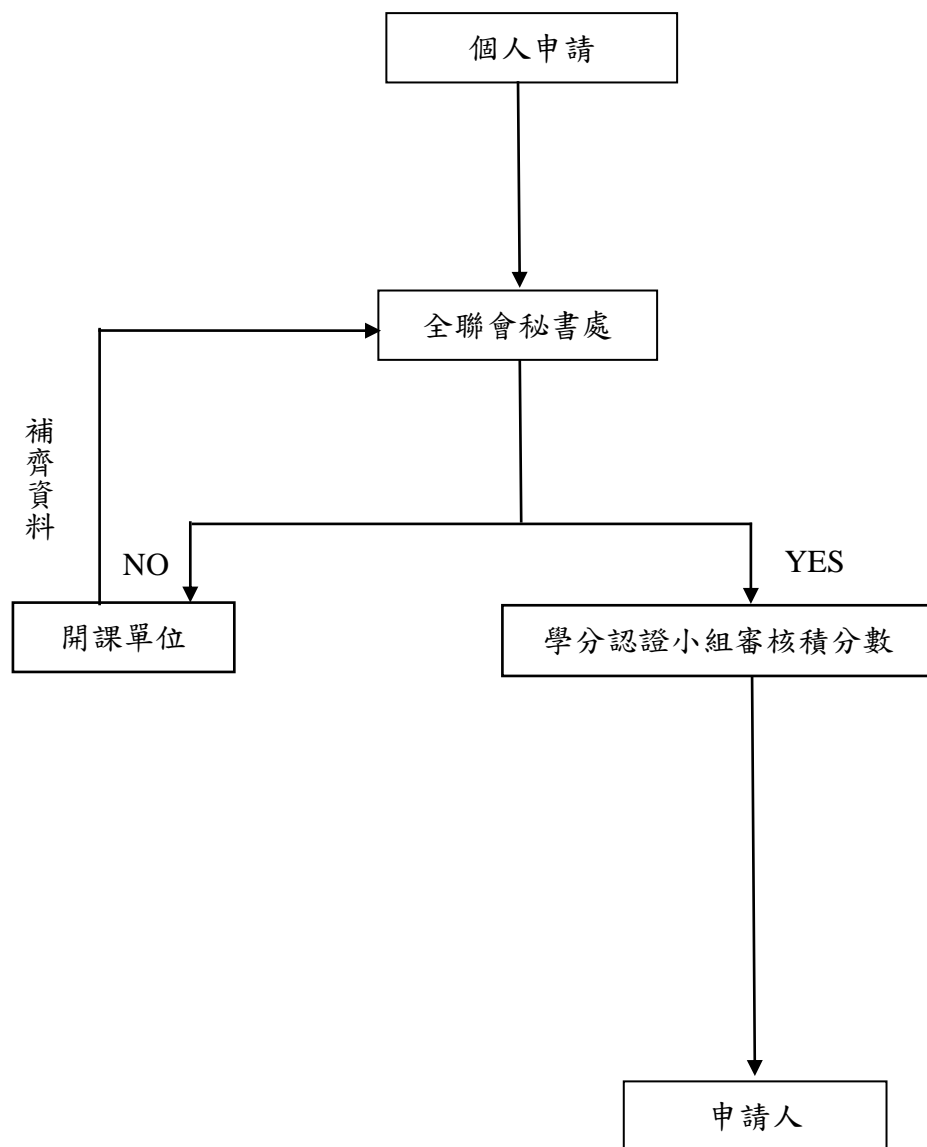 個人申請
全聯會秘書處
補齊資料
NO
YES
開課單位
學分認證小組審核積分數
申請人